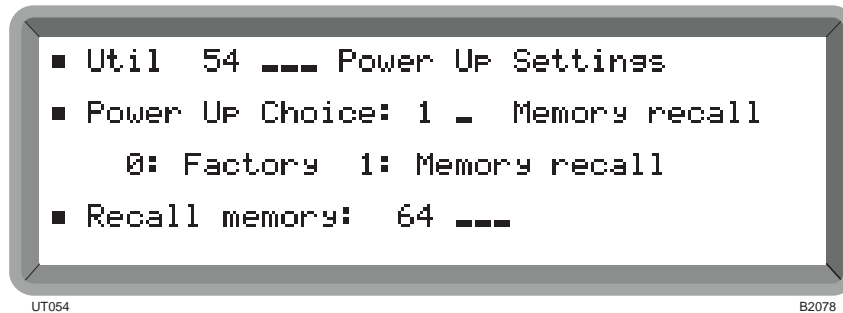 ▪ Util 54 ___ Power Up Settings
▪ Power Up Choice: 1 _ Memory recall
0: Factory 1: Memory recall
▪ Recall memory: 64 ___
UT054 B2078